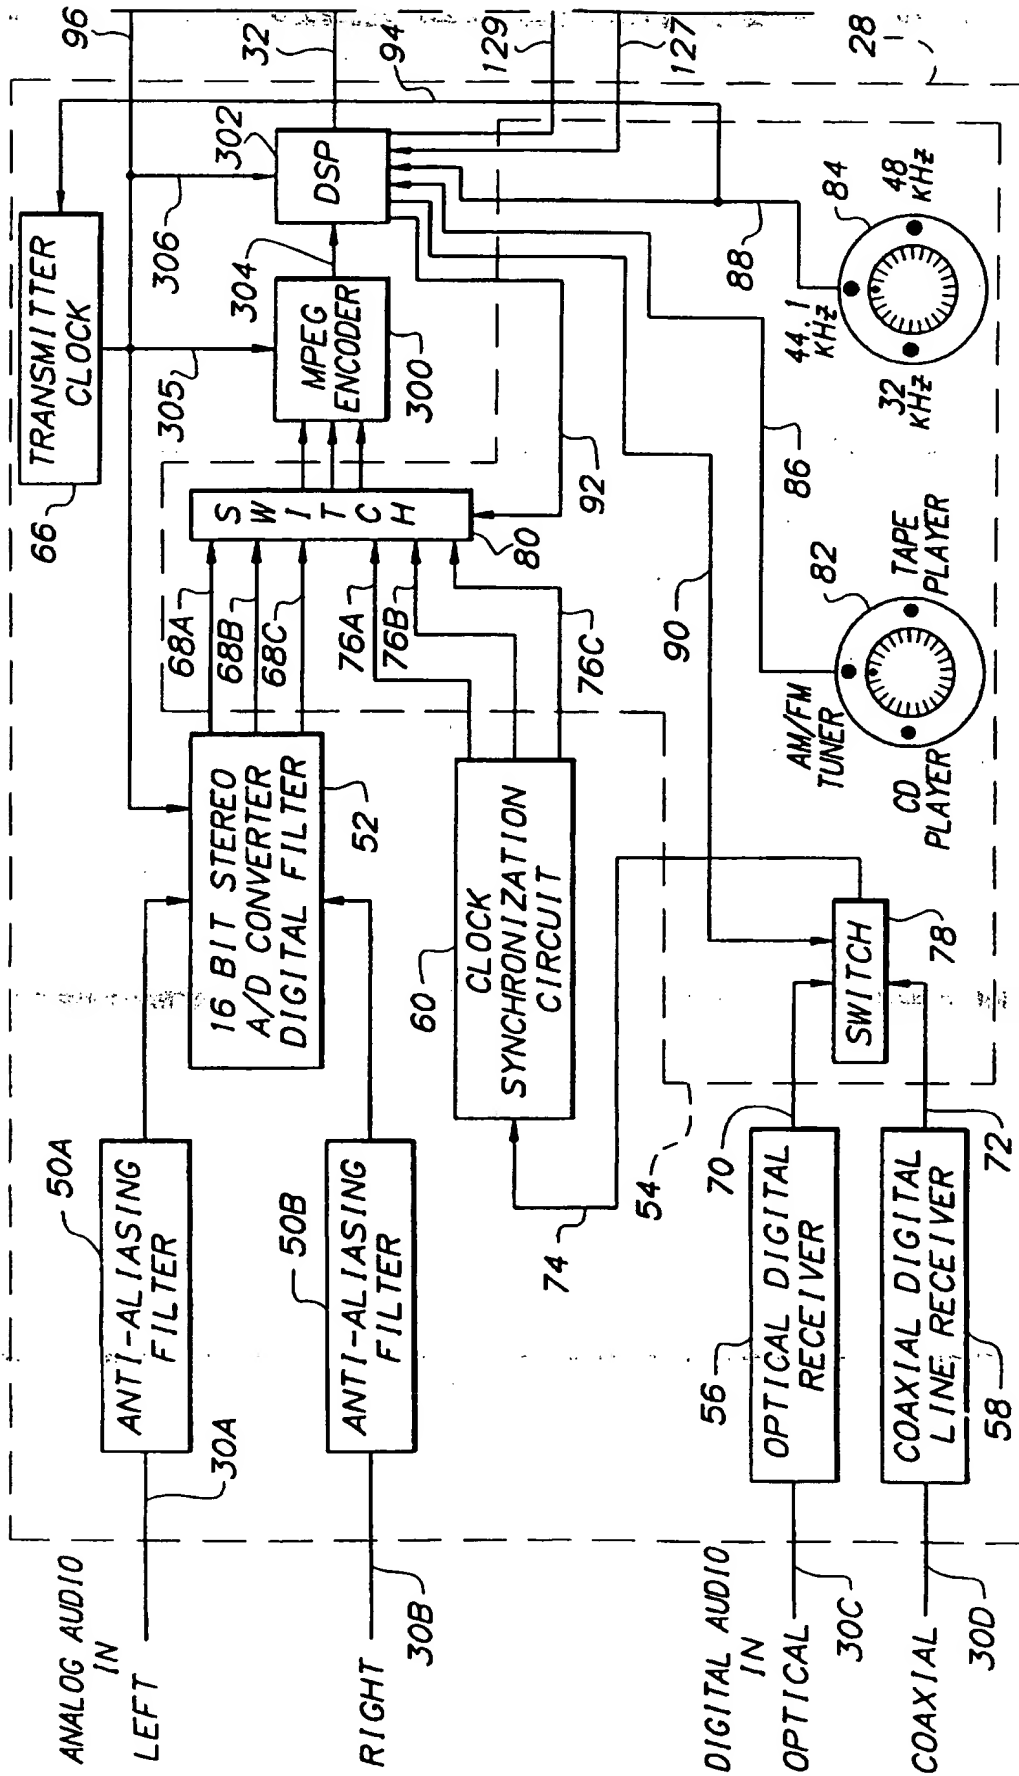 ANALOG AUDIO
IN
LEFT
30A
50A
ANTI-ALIASING
FILTER
RIGHT
30B
50B
ANTI-ALIASING
FILTER
DIGITAL AUDIO
IN
OPTICAL
30C
56
OPTICAL DIGITAL
RECEIVER
70
COAXIAL
30D
COAXIAL DIGITAL
LINE RECEIVER
58
72
16 BIT STEREO
A/D CONVERTER
DIGITAL FILTER
52
60
CLOCK
SYNCHRONIZATION
CIRCUIT
74
54
SWITCH
78
68A
68B
68C
76A
76B
76C
SWITCH
80
66
TRANSMITTER
CLOCK
305
306
MPEG
ENCODER
300
304
302
DSP
92
90
86
88
AM/FM
TUNER
CD
PLAYER
TAPE
PLAYER
82
44.1
KHz
32
KHz
48
KHz
84
96
32
94
129
127
28